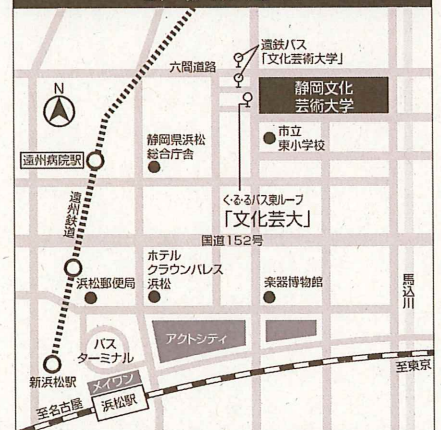 遠鉄バス
「文化芸術大学」
六間道路
静岡文化
芸術大学
N
静岡県浜松
総合庁舎
市立
東小学校
遠州病院駅
く・る・るバス東ループ
「文化芸大」
遠州鉄道
国道152号
ホテル
クラウンパレス
浜松
浜松郵便局
楽器博物館
馬込川
バス
ターミナル
アクトシティ
新浜松駅
メイワン
至東京
至名古屋
浜松駅